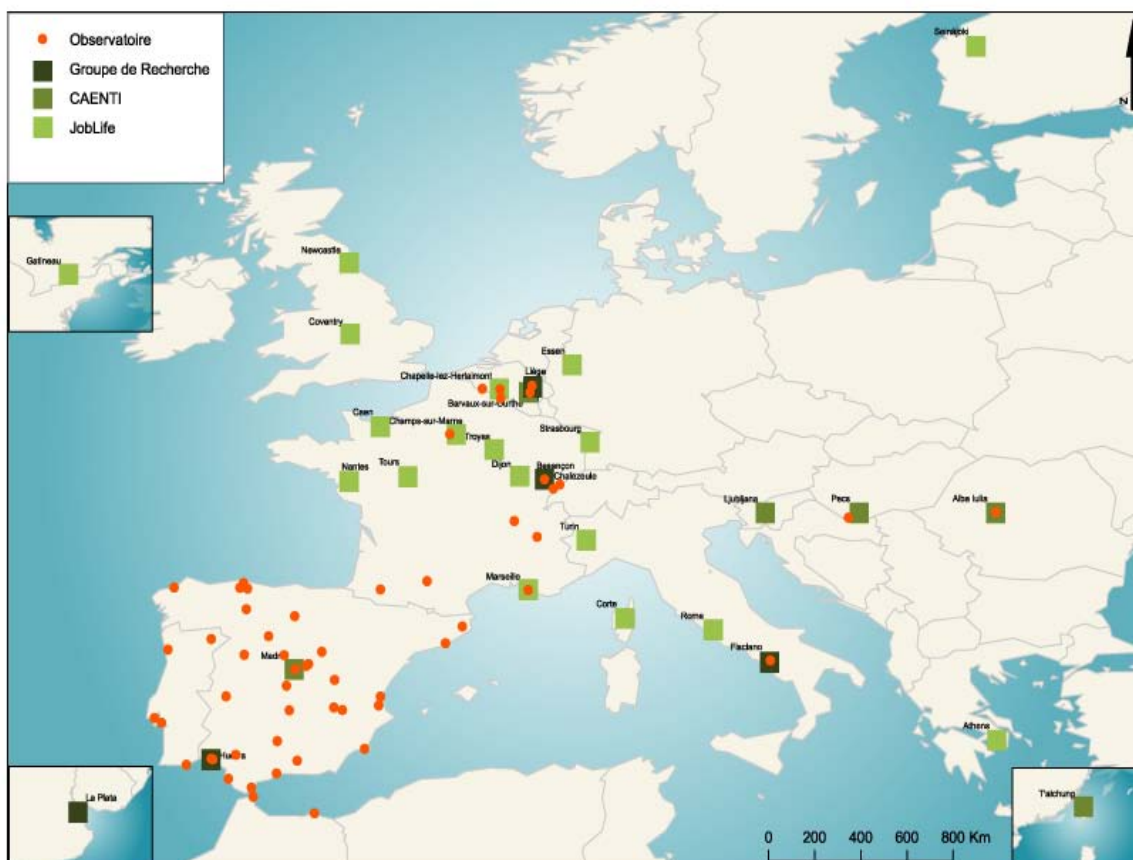 Observatoire
Groupe de Recherche
CAENTI
JobLife
Seinäjoki
N
Gatineau
Newcastle
Coventry
Essen
Liège
Chapelle-lez-Herlaimont
Barvaux-sur-Ourthe
Caen
Champs-sur-Marne
Troyes
Strasbourg
Nantes
Tours
Dijon
Besançon
Chalezeule
Ljubljana
Pecs
Alba Iulia
Turin
Marseille
Corte
Rome
Fisciano
Madri
Athens
Huelva
La Plata
T'aichung
0 200 400 600 800 Km